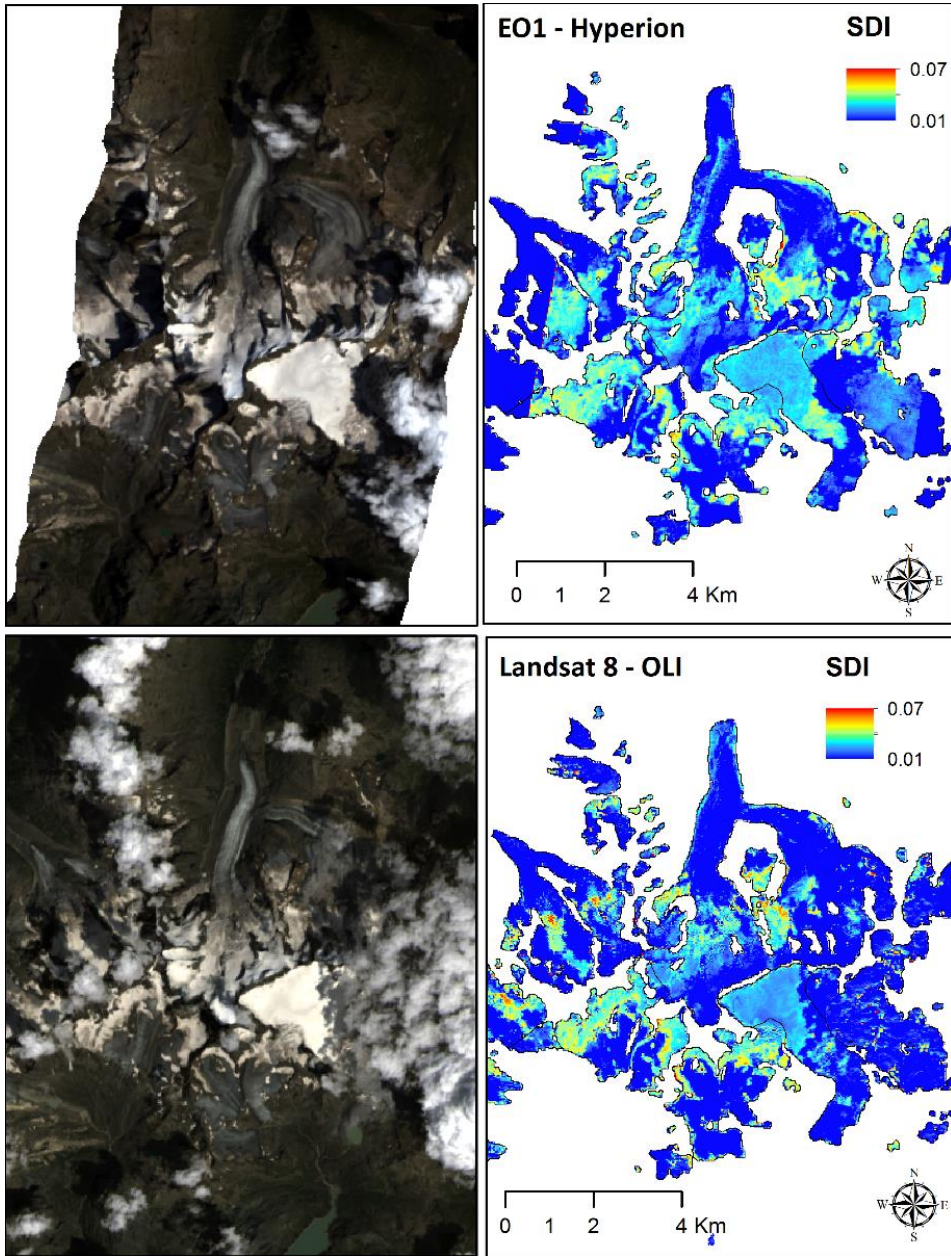 EO1 - Hyperion SDI
0.07
0.01
N
W E
S
0 1 2 4 Km
Landsat 8 - OLI SDI
0.07
0.01
N
W E
S
0 1 2 4 Km